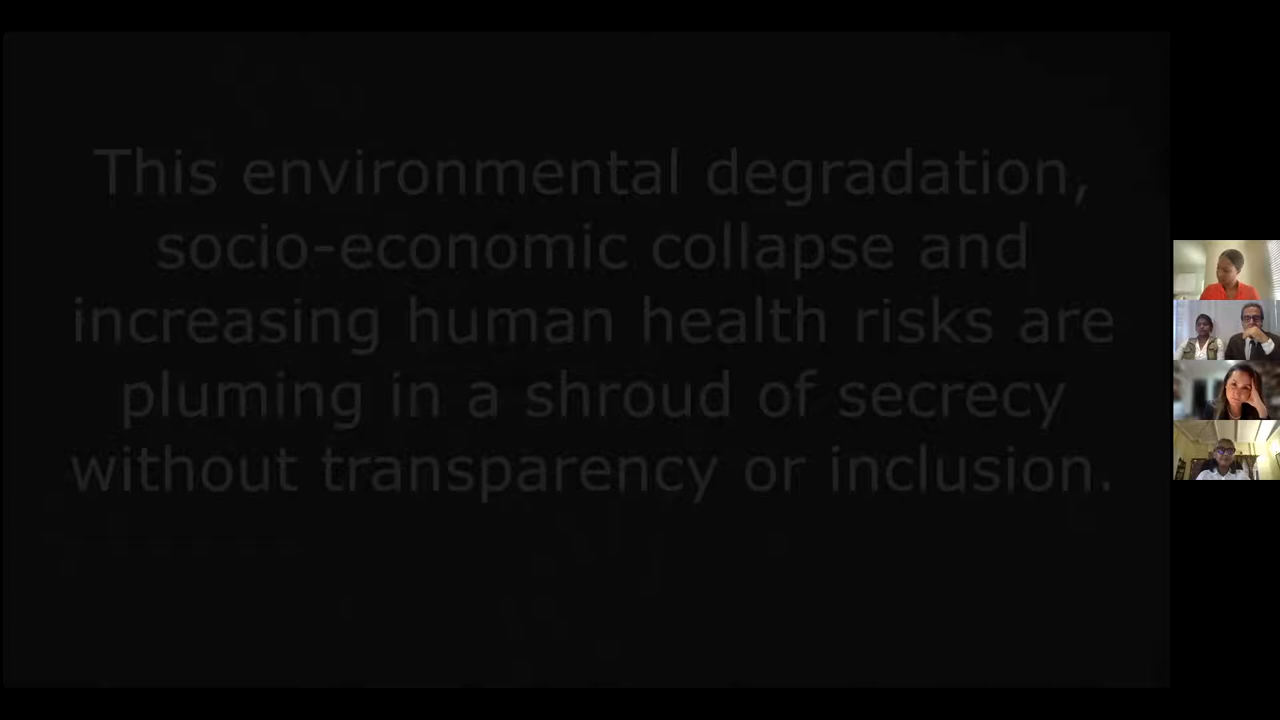 This environmental degradation,
socio-economic collapse and
increasing human health risks are
pluming in a shroud of secrecy
without transparency or inclusion.